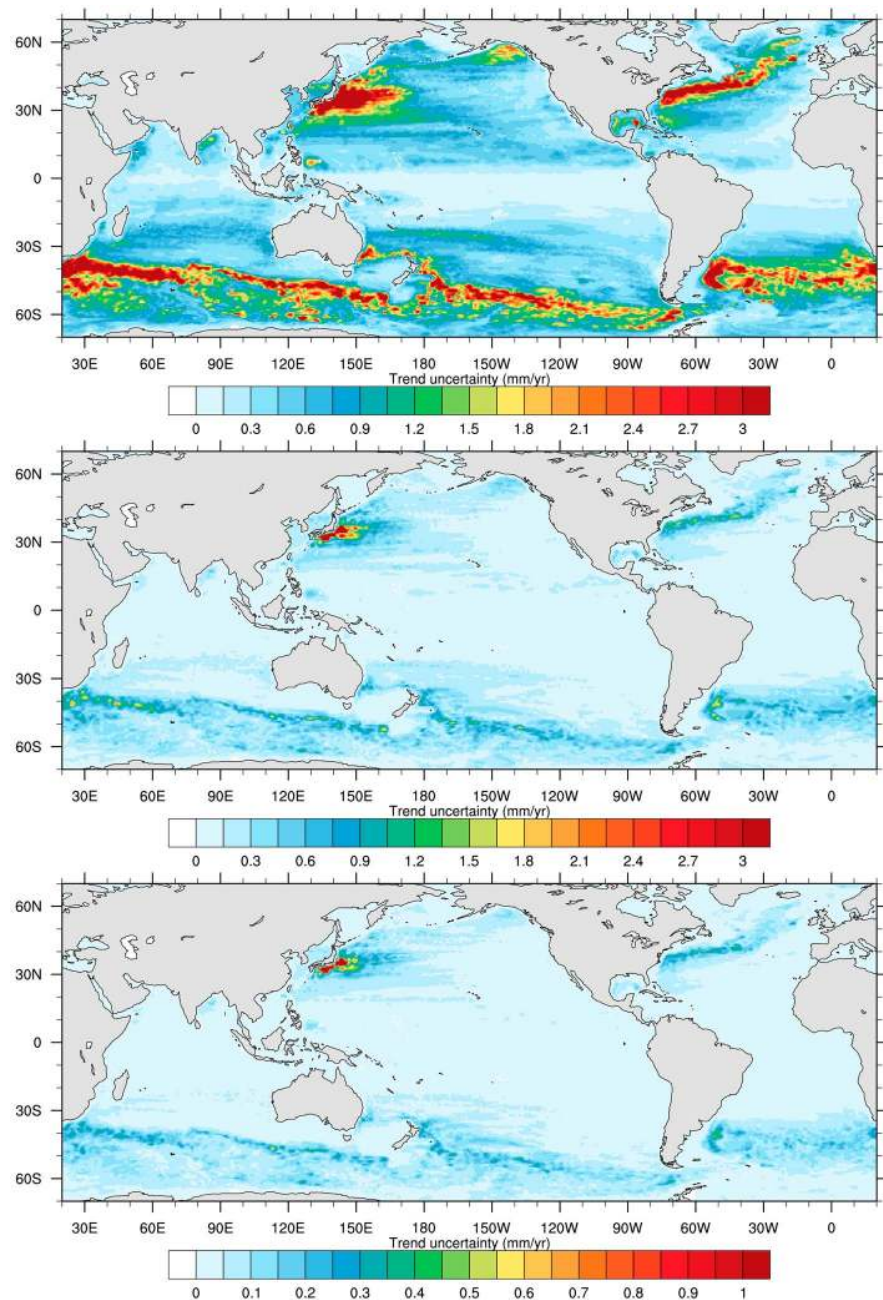 60N
30N
0
30S
60S
30E 60E 90E 120E 150E 180 150W 120W 90W 60W 30W 0
Trend uncertainty (mm/yr)
0 0.3 0.6 0.9 1.2 1.5 1.8 2.1 2.4 2.7 3
60N
30N
0
30S
60S
30E 60E 90E 120E 150E 180 150W 120W 90W 60W 30W 0
Trend uncertainty (mm/yr)
0 0.3 0.6 0.9 1.2 1.5 1.8 2.1 2.4 2.7 3
60N
30N
0
30S
60S
30E 60E 90E 120E 150E 180 150W 120W 90W 60W 30W 0
Trend uncertainty (mm/yr)
0 0.1 0.2 0.3 0.4 0.5 0.6 0.7 0.8 0.9 1